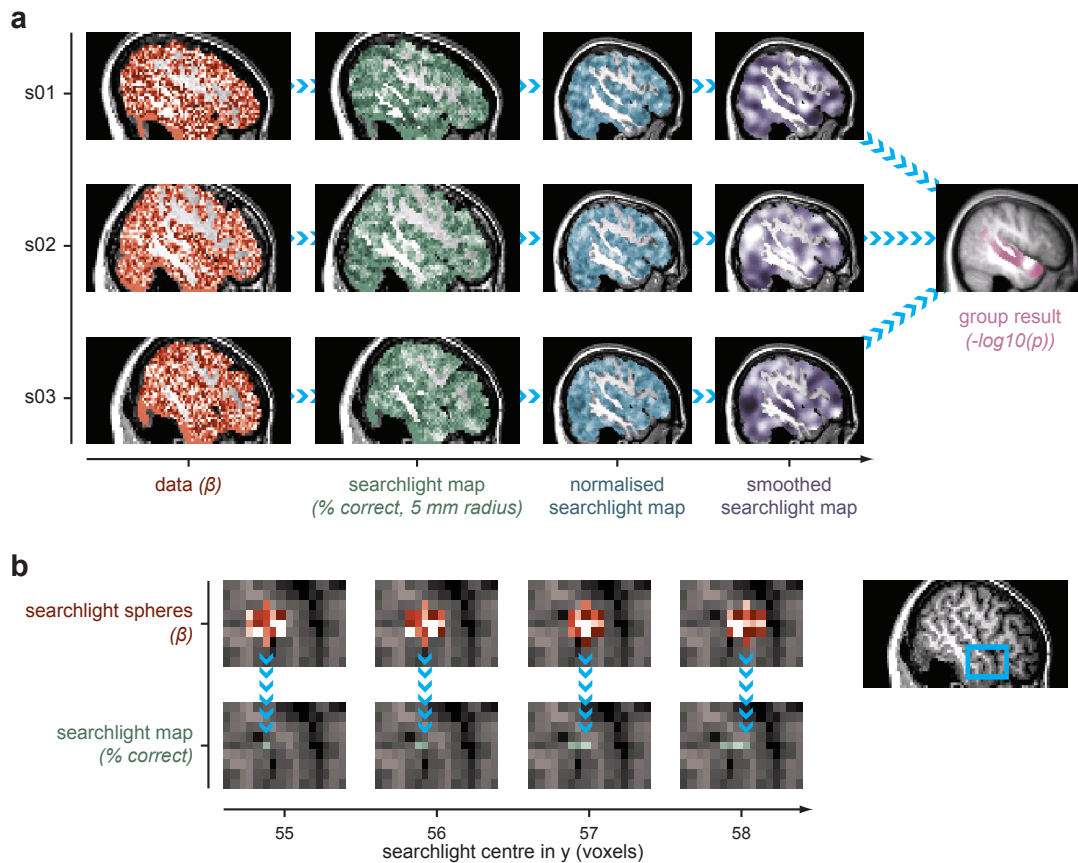 a
s01
s02
s03
group result
(-log10(p))
data (β)
searchlight map
(% correct, 5 mm radius)
normalised
searchlight map
smoothed
searchlight map
b
searchlight spheres
(β)
searchlight map
(% correct)
55
56
57
58
searchlight centre in y (voxels)